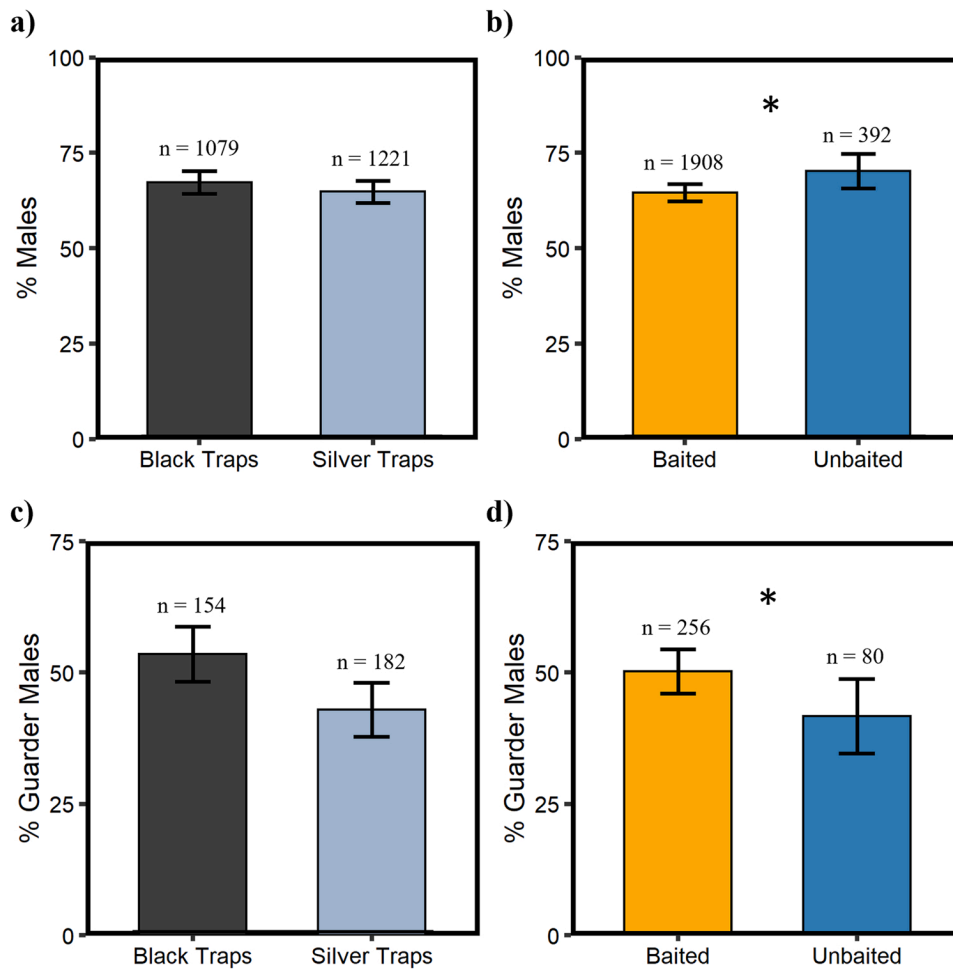 a)
100
75
50
25
0
% Males
n = 1079
n = 1221
Black Traps
Silver Traps
b)
100
75
50
25
0
% Males
*
n = 1908
n = 392
Baited
Unbaited
c)
75
50
25
0
% Guarder Males
n = 154
n = 182
Black Traps
Silver Traps
d)
75
50
25
0
% Guarder Males
*
n = 256
n = 80
Baited
Unbaited